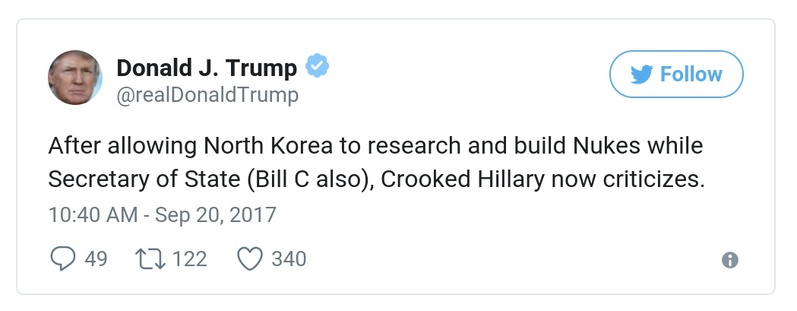 Donald J. Trump
@realDonaldTrump
Follow
After allowing North Korea to research and build Nukes while
Secretary of State (Bill C also), Crooked Hillary now criticizes.
10:40 AM - Sep 20, 2017
49 122 340